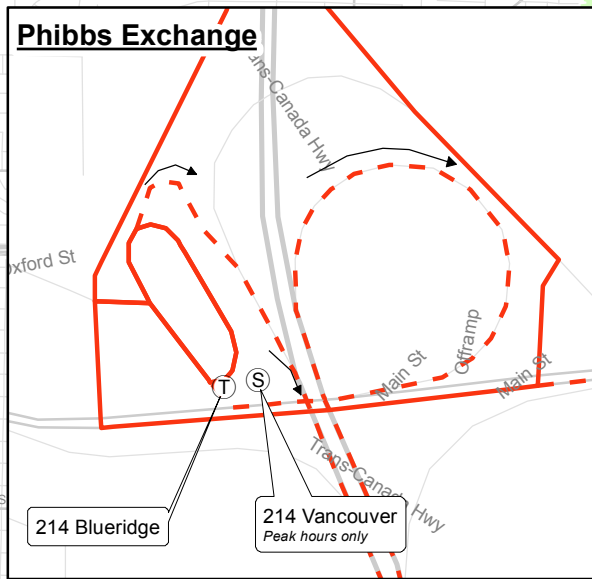 Phibbs Exchange
Trans-Canada Hwy
Oxford St
Offramp
Main St
Main St
T
S
Trans-Canada Hwy
214 Blueridge
214 Vancouver
Peak hours only